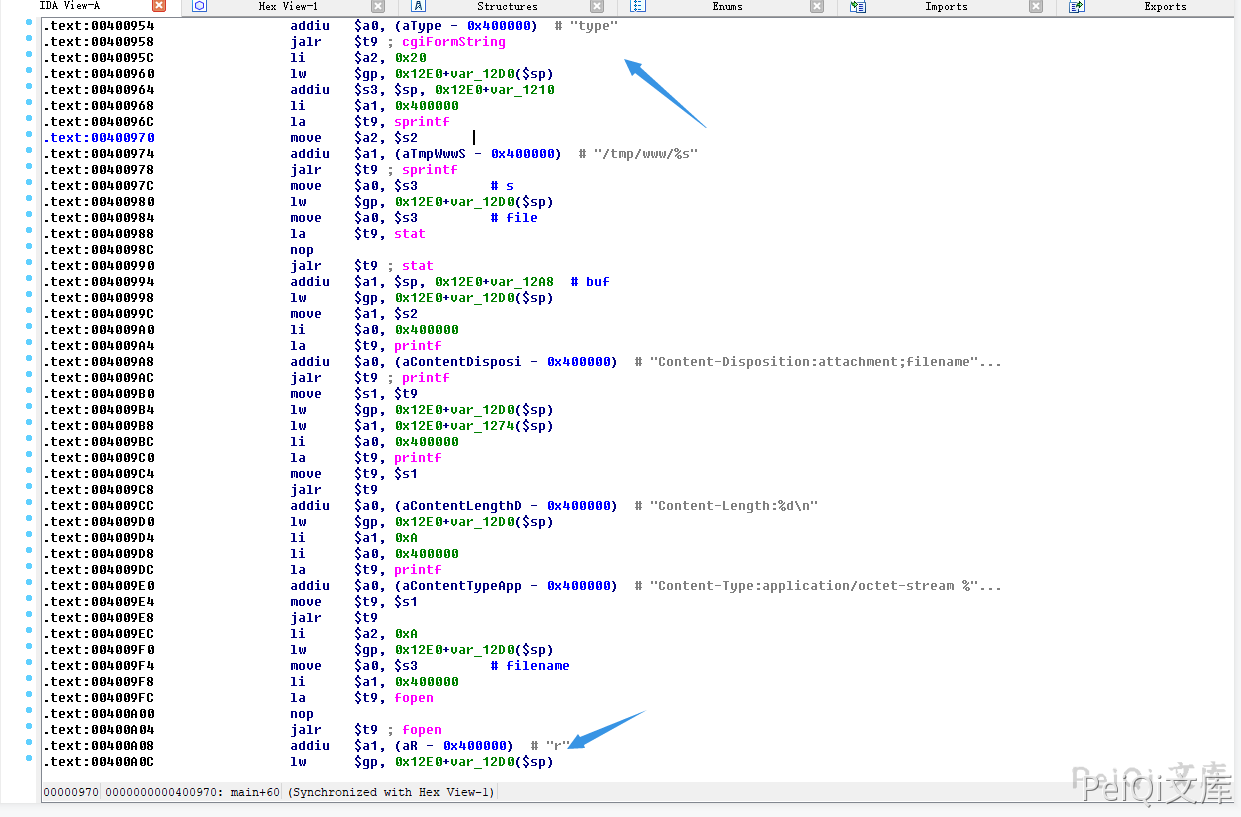 IDA View-A Hex View-1 Structures Enums Imports Exports
.text:00400954 addiu $a0, (aType - 0x400000) # "type"
.text:00400958 jalr $t9 ; cgiFormString
.text:0040095C li $a2, 0x20
.text:00400960 lw $gp, 0x12E0+var_12D0($sp)
.text:00400964 addiu $s3, $sp, 0x12E0+var_1210
.text:00400968 li $a1, 0x400000
.text:0040096C la $t9, sprintf
.text:00400970 move $a2, $s2
.text:00400974 addiu $a1, (aTmpWwwS - 0x400000) # "/tmp/www/%s"
.text:00400978 jalr $t9 ; sprintf
.text:0040097C move $a0, $s3 # s
.text:00400980 lw $gp, 0x12E0+var_12D0($sp)
.text:00400984 move $a0, $s3 # file
.text:00400988 la $t9, stat
.text:0040098C nop
.text:00400990 jalr $t9 ; stat
.text:00400994 addiu $a1, $sp, 0x12E0+var_12A8 # buf
.text:00400998 lw $gp, 0x12E0+var_12D0($sp)
.text:0040099C move $a1, $s2
.text:004009A0 li $a0, 0x400000
.text:004009A4 la $t9, printf
.text:004009A8 addiu $a0, (aContentDisposi - 0x400000) # "Content-Disposition:attachment;filename"...
.text:004009AC jalr $t9 ; printf
.text:004009B0 move $s1, $t9
.text:004009B4 lw $gp, 0x12E0+var_12D0($sp)
.text:004009B8 lw $a1, 0x12E0+var_1274($sp)
.text:004009BC li $a0, 0x400000
.text:004009C0 la $t9, printf
.text:004009C4 move $t9, $s1
.text:004009C8 jalr $t9
.text:004009CC addiu $a0, (aContentLengthD - 0x400000) # "Content-Length:%d\n"
.text:004009D0 lw $gp, 0x12E0+var_12D0($sp)
.text:004009D4 li $a1, 0xA
.text:004009D8 li $a0, 0x400000
.text:004009DC la $t9, printf
.text:004009E0 addiu $a0, (aContentTypeApp - 0x400000) # "Content-Type:application/octet-stream %"...
.text:004009E4 move $t9, $s1
.text:004009E8 jalr $t9
.text:004009EC li $a2, 0xA
.text:004009F0 lw $gp, 0x12E0+var_12D0($sp)
.text:004009F4 move $a0, $s3 # filename
.text:004009F8 li $a1, 0x400000
.text:004009FC la $t9, fopen
.text:00400A00 nop
.text:00400A04 jalr $t9 ; fopen
.text:00400A08 addiu $a1, (aR - 0x400000) # "r"
.text:00400A0C lw $gp, 0x12E0+var_12D0($sp)
00000970 0000000000400970: main+60 (Synchronized with Hex View-1)
PeiQi文库
PeiQi文库